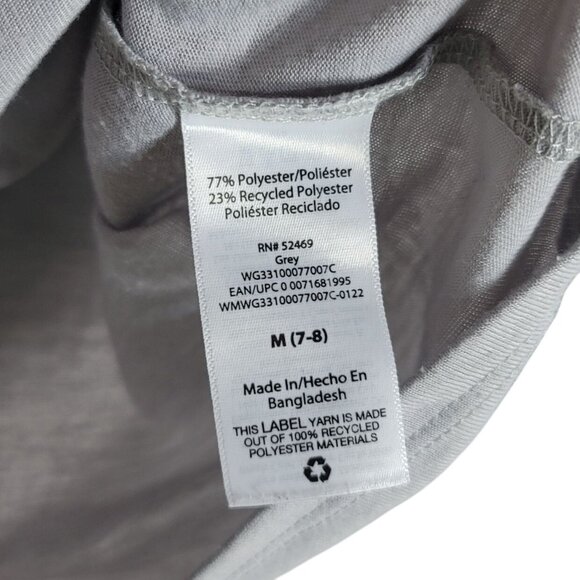 77% Polyester/Poliéster
23% Recycled Polyester
Poliéster Reciclado
RN# 52469
Grey
WG33100077007C
EAN/UPC 0 0071681995
WMWG33100077007C-0122
M (7-8)
Made In/Hecho En
Bangladesh
THIS LABEL YARN IS MADE
OUT OF 100% RECYCLED
POLYESTER MATERIALS